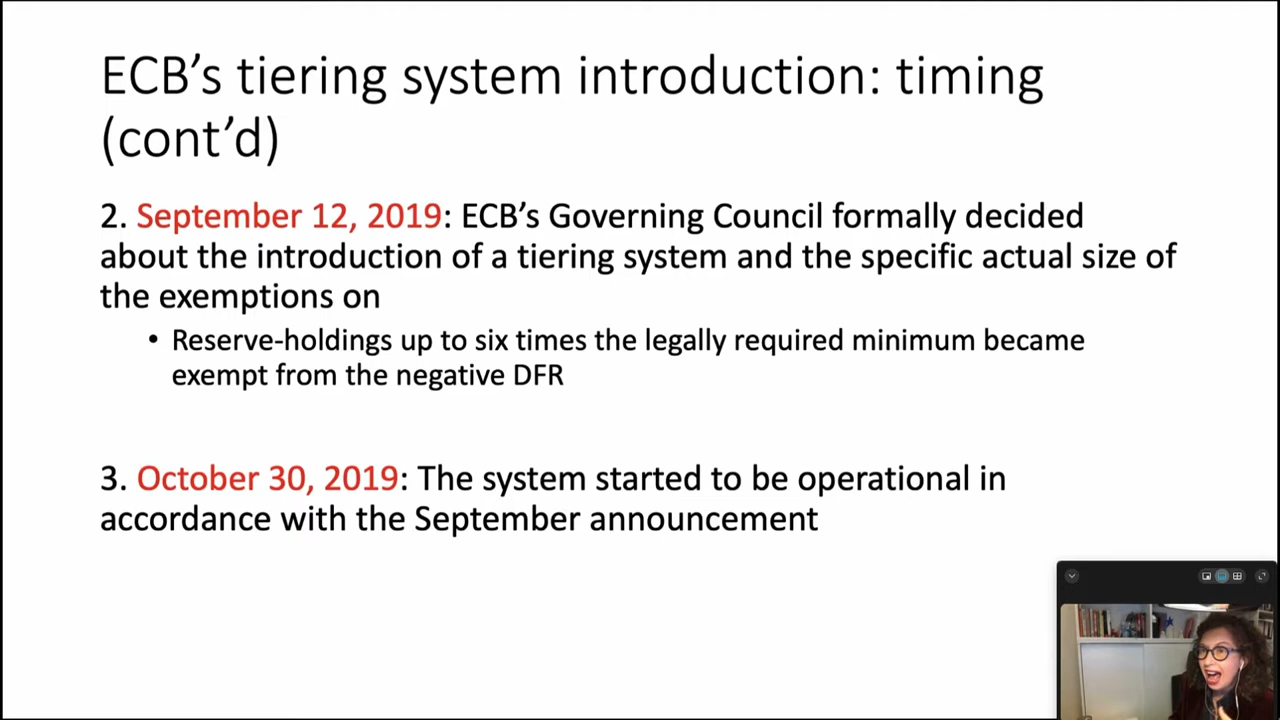 ECB’s tiering system introduction: timing
(cont’d)
2. September 12, 2019: ECB’s Governing Council formally decided
about the introduction of a tiering system and the specific actual size of
the exemptions on
• Reserve-holdings up to six times the legally required minimum became
exempt from the negative DFR
3. October 30, 2019: The system started to be operational in
accordance with the September announcement